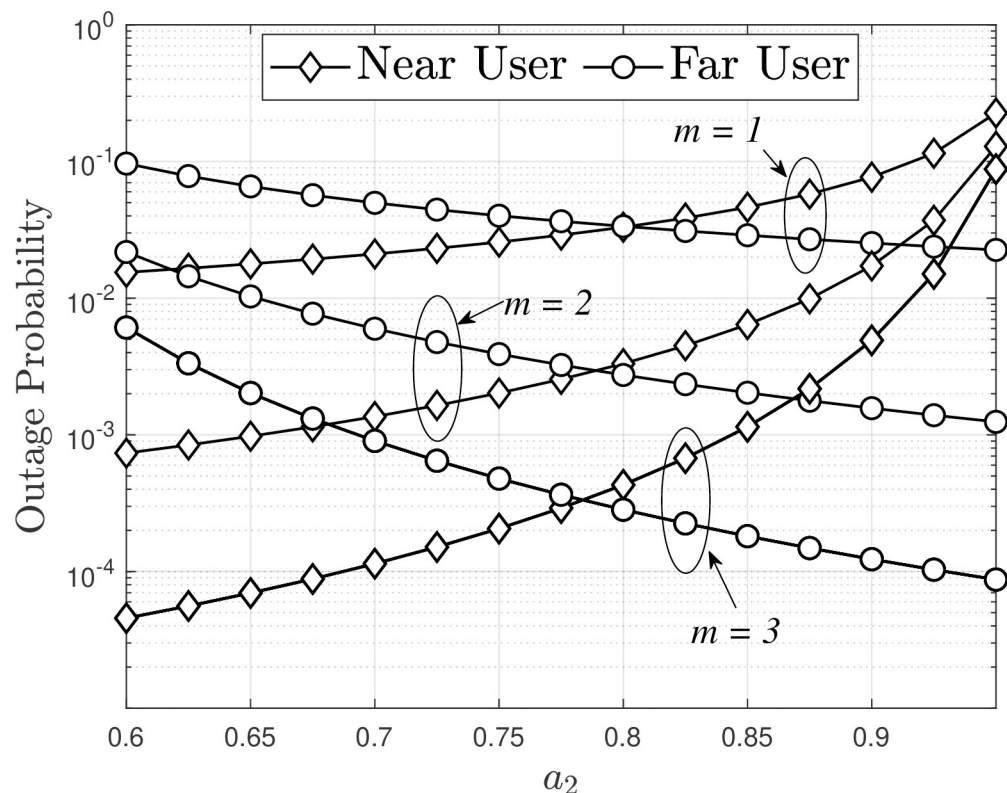 Near User Far User
m = 1
m = 2
m = 3
Outage Probability
10^0
10^-1
10^-2
10^-3
10^-4
0.6 0.65 0.7 0.75 0.8 0.85 0.9
a_2